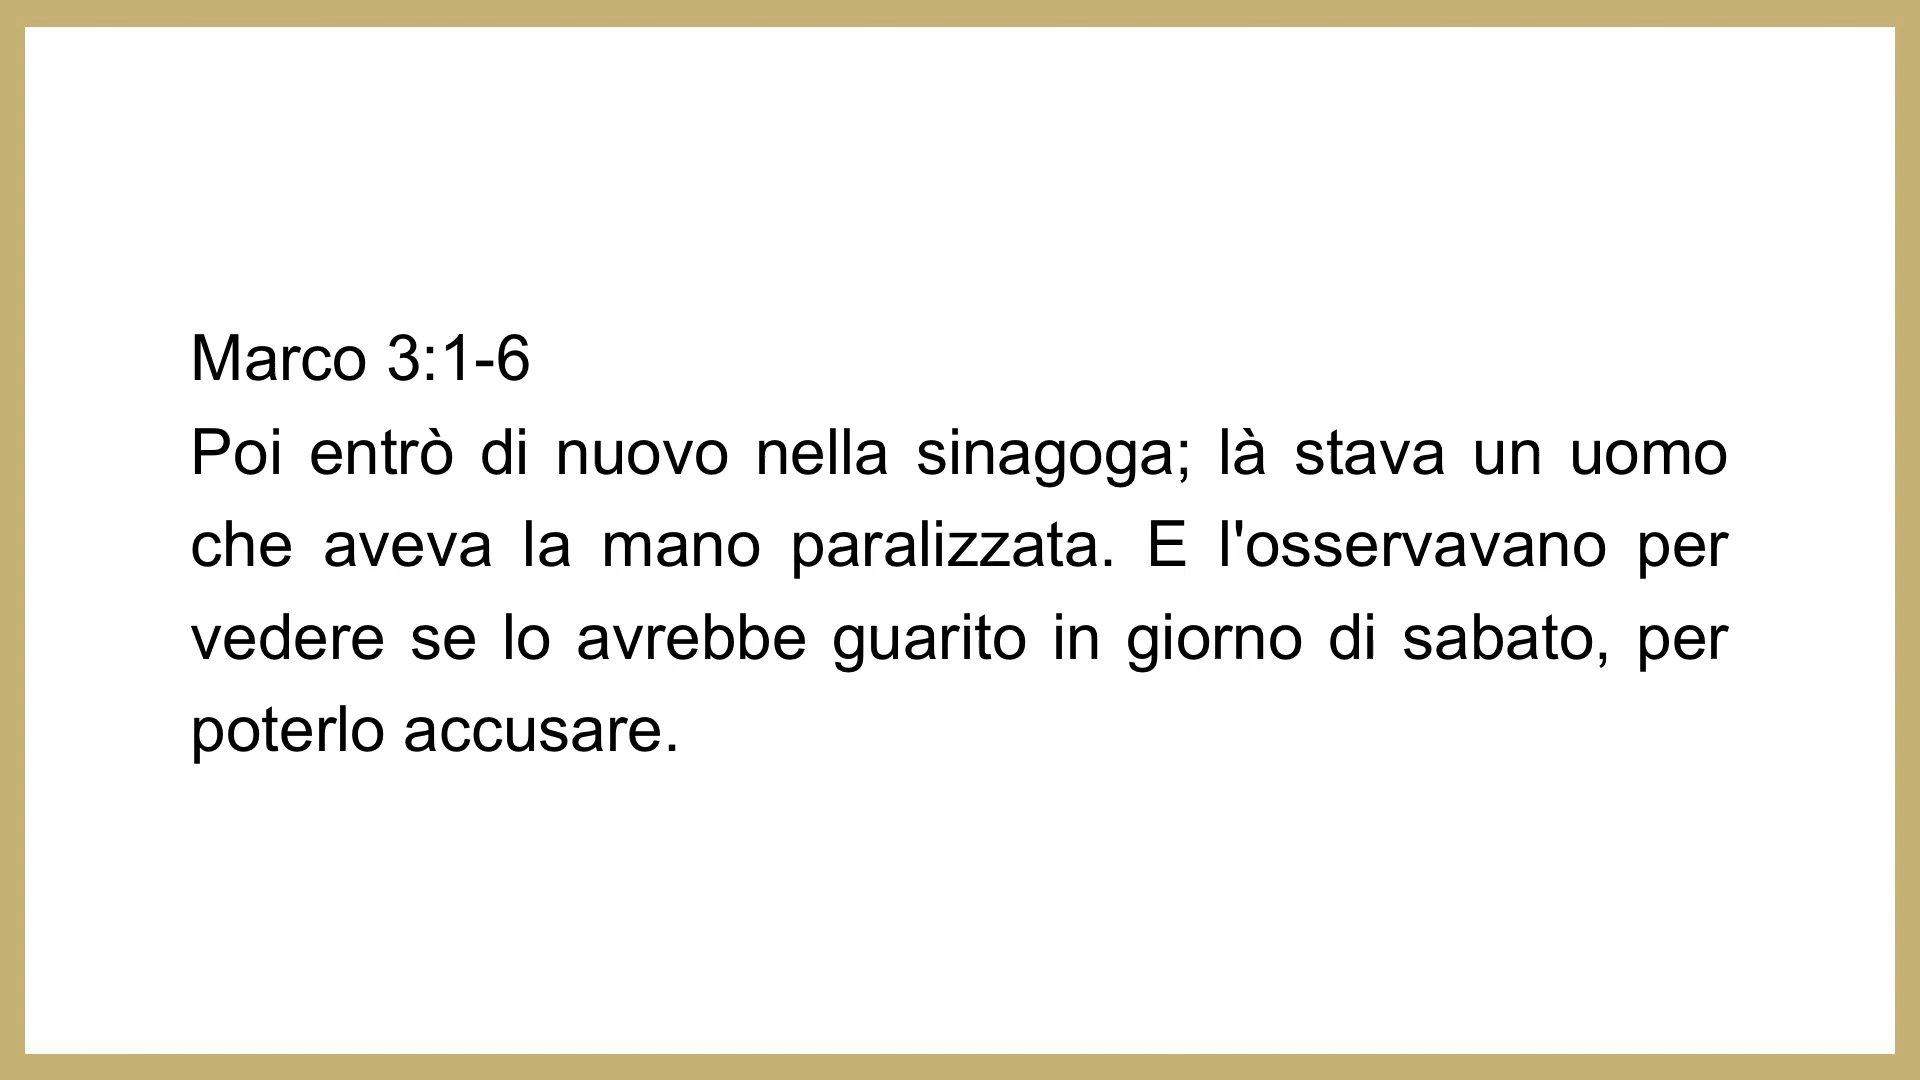 Marco 3:1-6
Poi entrò di nuovo nella sinagoga; là stava un uomo
che aveva la mano paralizzata. E l'osservavano per
vedere se lo avrebbe guarito in giorno di sabato, per
poterlo accusare.